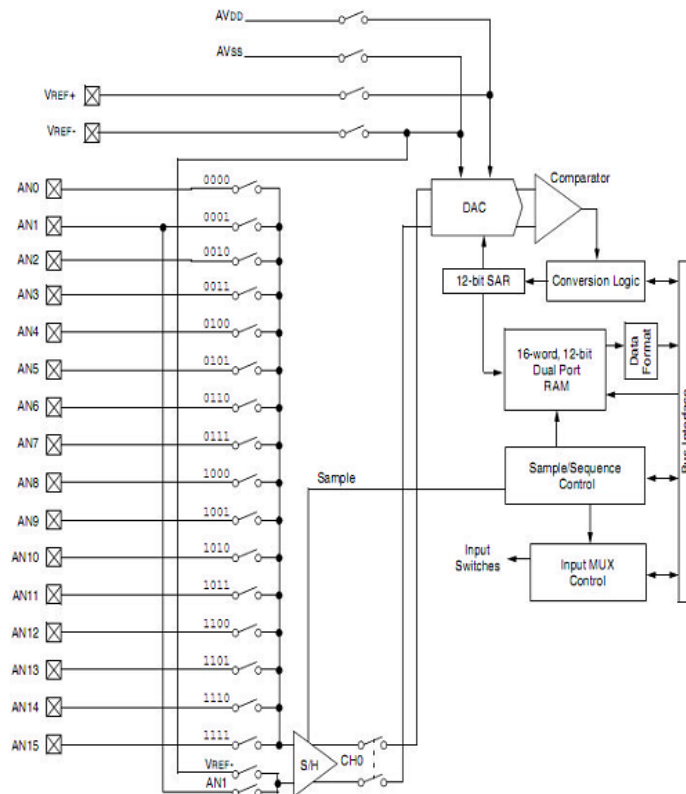 AVDD
AVSS
VREF+
VREF-
AN0
0000
AN1
0001
AN2
0010
AN3
0011
AN4
0100
AN5
0101
AN6
0110
AN7
0111
AN8
1000
AN9
1001
AN10
1010
AN11
1011
AN12
1100
AN13
1101
AN14
1110
AN15
1111
VREF-
AN1
S/H
CH0
Sample
DAC
Comparator
12-bit SAR
Conversion Logic
16-word, 12-bit
Dual Port
RAM
Data
Format
Bus Interface
Sample/Sequence
Control
Input
Switches
Input MUX
Control